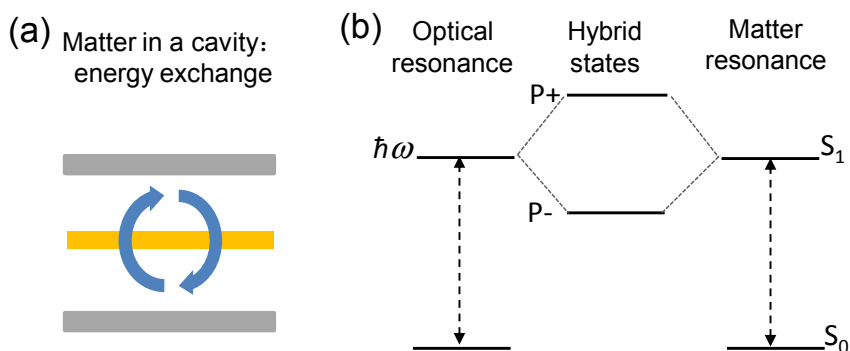 (a)
Matter in a cavity:
energy exchange
(b)
Optical
resonance
Hybrid
states
Matter
resonance
P+
ħω
S₁
P-
S₀